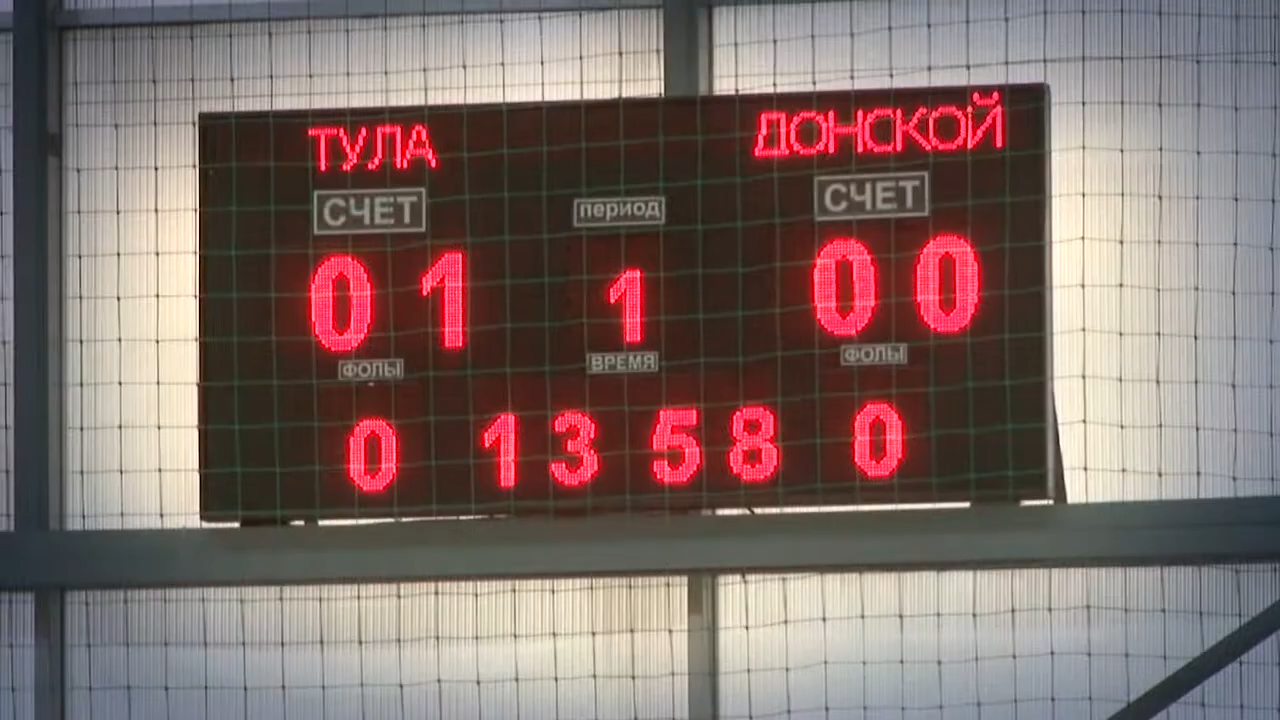 ТУЛА ДОНСКОЙ
СЧЕТ период СЧЕТ
01 1 00
ФОЛЫ ВРЕМЯ ФОЛЫ
0 13 58 0